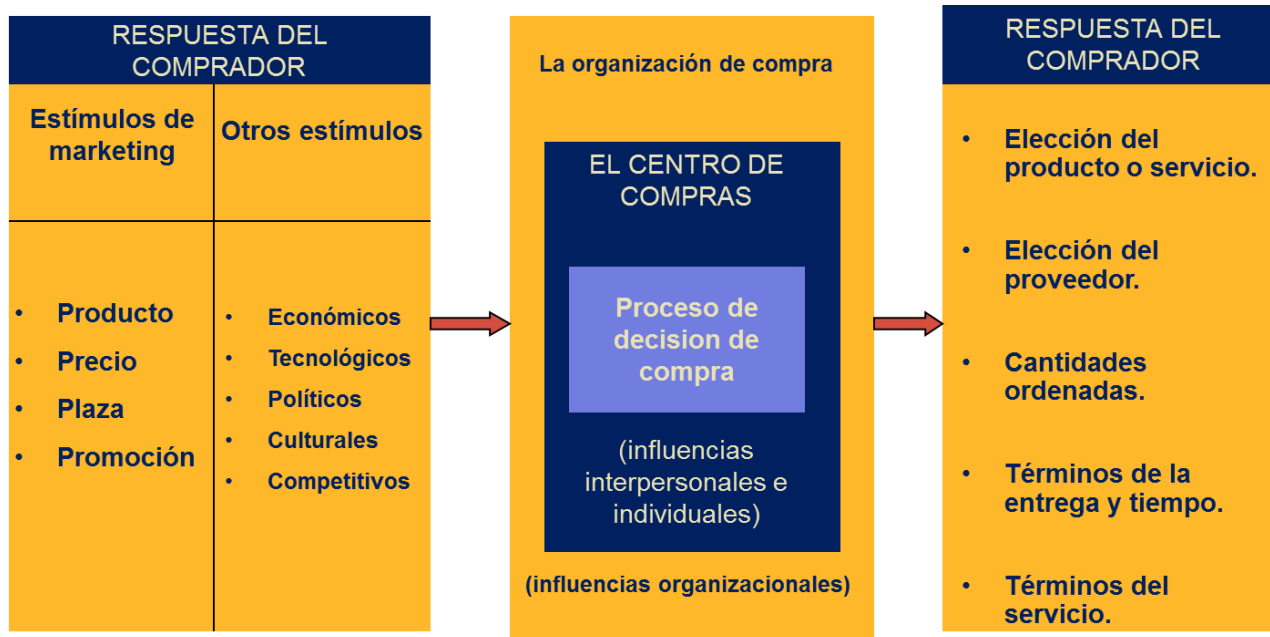 RESPUESTA DEL
COMPRADOR
Estímulos de
marketing
Otros estímulos
• Producto
• Precio
• Plaza
• Promoción
• Económicos
• Tecnológicos
• Políticos
• Culturales
• Competitivos
La organización de compra
EL CENTRO DE
COMPRAS
Proceso de
decision de
compra
(influencias
interpersonales e
individuales)
(influencias organizacionales)
RESPUESTA DEL
COMPRADOR
• Elección del
producto o servicio.
• Elección del
proveedor.
• Cantidades
ordenadas.
• Términos de la
entrega y tiempo.
• Términos del
servicio.